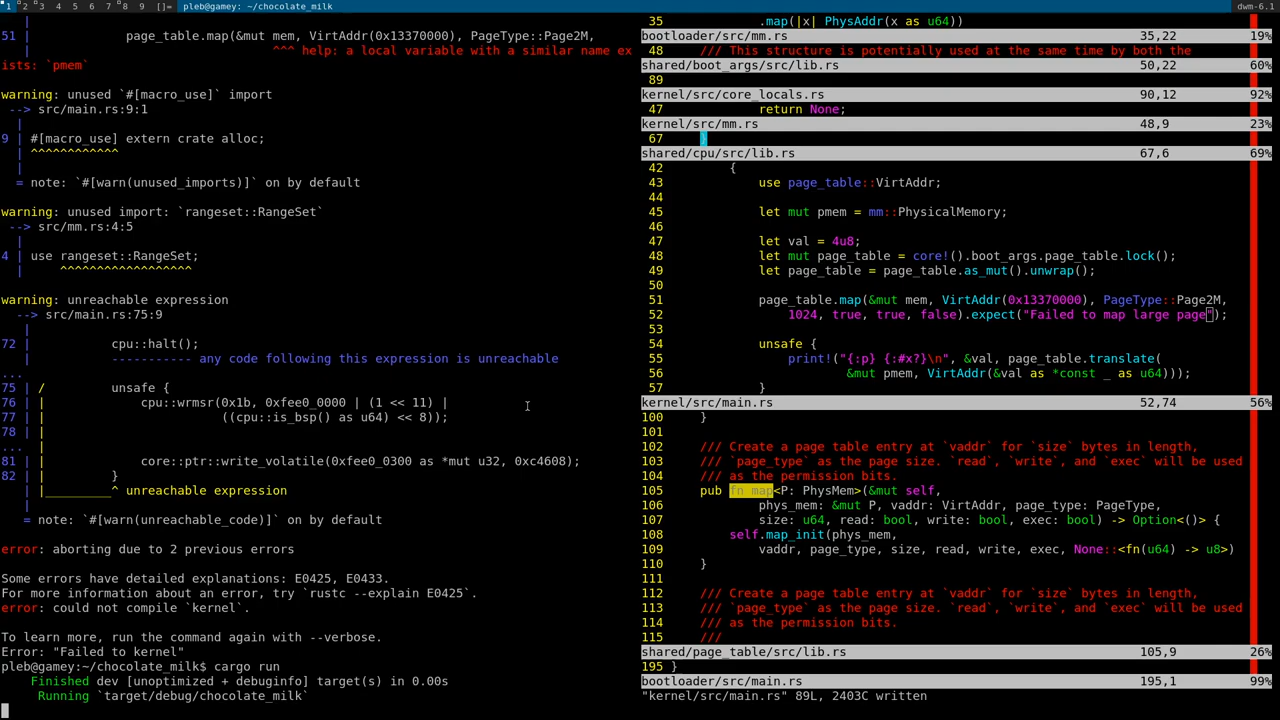 1 2 3 4 5 6 7 8 9 []= pleb@gamey: ~/chocolate_milk dwm-6.1
|
51 | page_table.map(&mut mem, VirtAddr(0x13370000), PageType::Page2M,
| ^^^ help: a local variable with a similar name ex
ists: `pmem`
warning: unused `#[macro_use]` import
--> src/main.rs:9:1
|
9 | #[macro_use] extern crate alloc;
| ^^^^^^^^^^^^
|
= note: `#[warn(unused_imports)]` on by default
warning: unused import: `rangeset::RangeSet`
--> src/mm.rs:4:5
|
4 | use rangeset::RangeSet;
| ^^^^^^^^^^^^^^^^^^
warning: unreachable expression
--> src/main.rs:75:9
|
72 | cpu::halt();
| ----------- any code following this expression is unreachable
...
75 | / unsafe {
76 | | cpu::wrmsr(0x1b, 0xfee0_0000 | (1 << 11) |
77 | | ((cpu::is_bsp() as u64) << 8));
78 | |
... |
81 | | core::ptr::write_volatile(0xfee0_0300 as *mut u32, 0xc4608);
82 | | }
| |_________^ unreachable expression
|
= note: `#[warn(unreachable_code)]` on by default
error: aborting due to 2 previous errors
Some errors have detailed explanations: E0425, E0433.
For more information about an error, try `rustc --explain E0425`.
error: could not compile `kernel`.
To learn more, run the command again with --verbose.
Error: "Failed to kernel"
pleb@gamey:~/chocolate_milk$ cargo run
Finished dev [unoptimized + debuginfo] target(s) in 0.00s
Running `target/debug/chocolate_milk`
35 .map(|x| PhysAddr(x as u64))
bootloader/src/mm.rs 35,22 19%
48 /// This structure is potentially used at the same time by both the
shared/boot_args/src/lib.rs 50,22 60%
89
kernel/src/core_locals.rs 90,12 92%
47 return None;
kernel/src/mm.rs 48,9 23%
67 }
shared/cpu/src/lib.rs 67,6 69%
42 {
43 use page_table::VirtAddr;
44
45 let mut pmem = mm::PhysicalMemory;
46
47 let val = 4u8;
48 let mut page_table = core!().boot_args.page_table.lock();
49 let page_table = page_table.as_mut().unwrap();
50
51 page_table.map(&mut mem, VirtAddr(0x13370000), PageType::Page2M,
52 1024, true, true, false).expect("Failed to map large page");
53
54 unsafe {
55 print!("{:p} {:#x?}\n", &val, page_table.translate(
56 &mut pmem, VirtAddr(&val as *const _ as u64)));
57 }
kernel/src/main.rs 52,74 56%
100 }
101
102 /// Create a page table entry at `vaddr` for `size` bytes in length,
103 /// `page_type` as the page size. `read`, `write`, and `exec` will be used
104 /// as the permission bits.
105 pub fn map<P: PhysMem>(&mut self,
106 phys_mem: &mut P, vaddr: VirtAddr, page_type: PageType,
107 size: u64, read: bool, write: bool, exec: bool) -> Option<()> {
108 self.map_init(phys_mem,
109 vaddr, page_type, size, read, write, exec, None::<fn(u64) -> u8>)
110 }
111
112 /// Create a page table entry at `vaddr` for `size` bytes in length,
113 /// `page_type` as the page size. `read`, `write`, and `exec` will be used
114 /// as the permission bits.
115 ///
shared/page_table/src/lib.rs 105,9 26%
195 }
bootloader/src/main.rs 195,1 99%
"kernel/src/main.rs" 89L, 2403C written